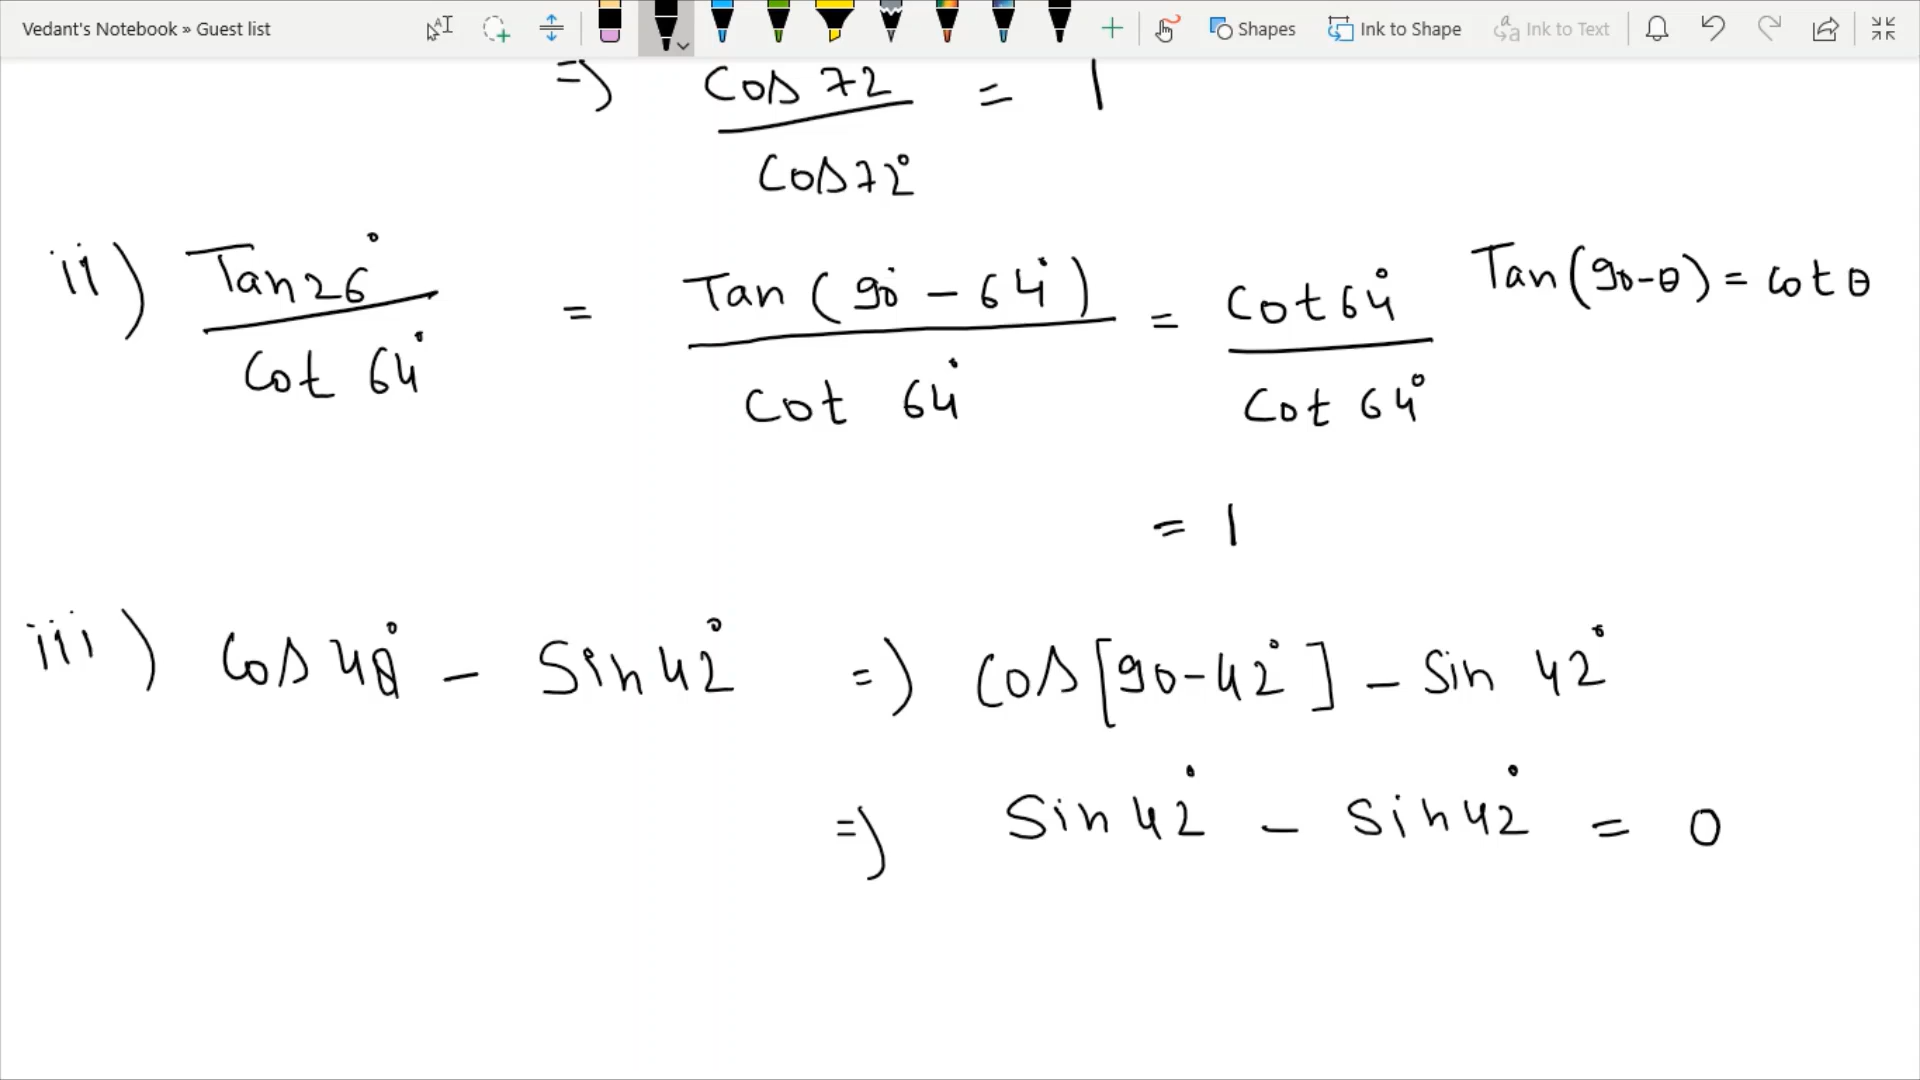 Vedant's Notebook » Guest list
Shapes
Ink to Shape
Ink to Text
=> Cos 72 / Cos 72° = 1
ii) Tan 26° / Cot 64° = Tan (90° - 64°) / Cot 64° = Cot 64° / Cot 64° Tan (90-θ) = cot θ
= 1
iii) Cos 48° - Sin 42° => Cos [90-42°] - Sin 42°
=> Sin 42° - Sin 42° = 0